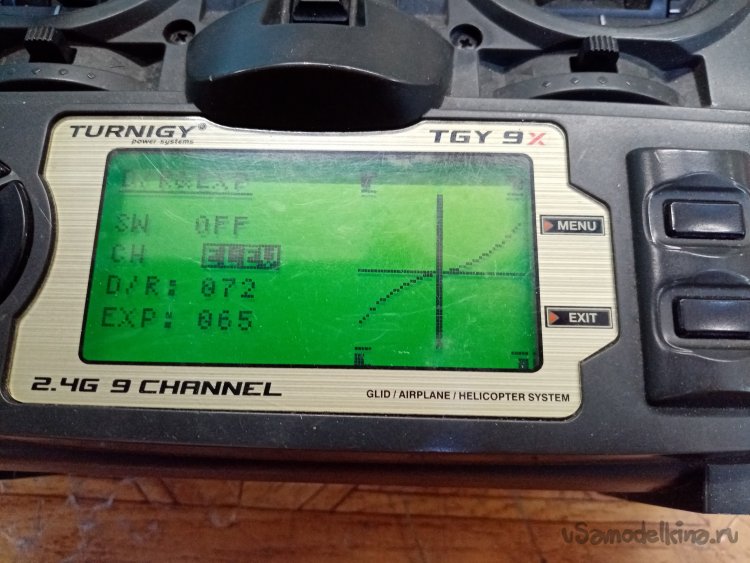 TURNIGY®
power systems
TGY 9X
D/R&EXP
SW OFF
CH ELEV
D/R: 072
EXP: 065
MENU
EXIT
2.4G 9 CHANNEL
GLID / AIRPLANE / HELICOPTER SYSTEM
uSamodelkina.ru